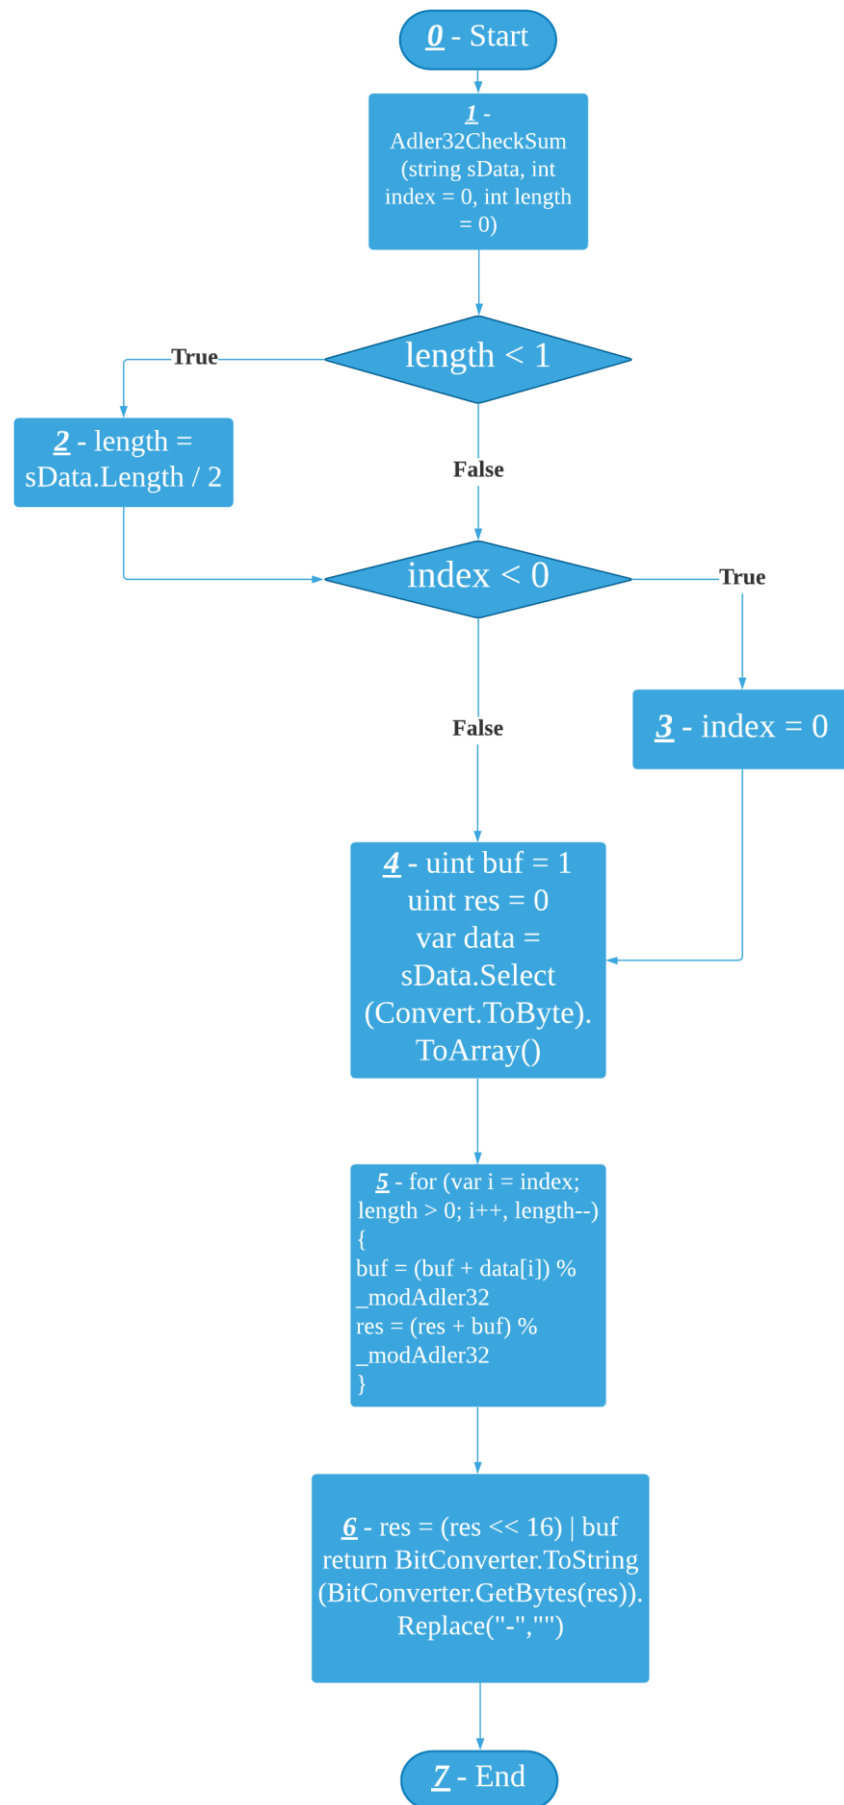 0 - Start
1 -
Adler32CheckSum
(string sData, int
index = 0, int length
= 0)
length < 1
True
2 - length =
sData.Length / 2
False
index < 0
True
3 - index = 0
False
4 - uint buf = 1
uint res = 0
var data =
sData.Select
(Convert.ToByte).
ToArray()
5 - for (var i = index;
length > 0; i++, length--)
{
buf = (buf + data[i]) %
_modAdler32
res = (res + buf) %
_modAdler32
}
6 - res = (res << 16) | buf
return BitConverter.ToString
(BitConverter.GetBytes(res)).
Replace("-","")
7 - End